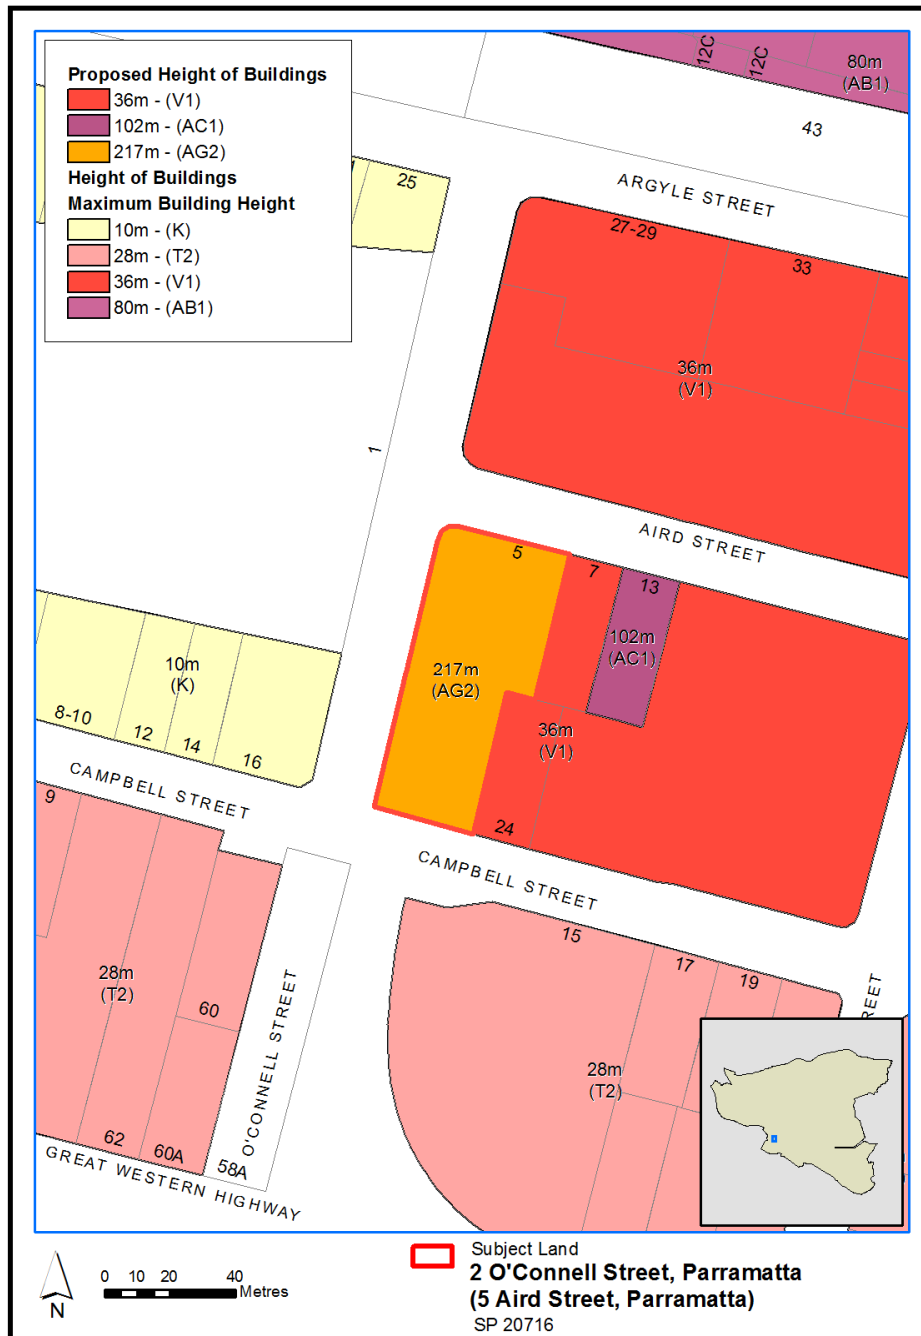 Proposed Height of Buildings
36m - (V1)
102m - (AC1)
217m - (AG2)
Height of Buildings
Maximum Building Height
10m - (K)
28m - (T2)
36m - (V1)
80m - (AB1)
12C
12C
80m
(AB1)
43
25
ARGYLE STREET
27-29
33
36m
(V1)
1
AIRD STREET
5
7
13
102m
(AC1)
217m
(AG2)
36m
(V1)
24
10m
(K)
8-10
12
14
16
CAMPBELL STREET
9
CAMPBELL STREET
15
17
19
28m
(T2)
60
28m
(T2)
O'CONNELL STREET
REET
62
60A
58A
GREAT WESTERN HIGHWAY
N
0 10 20 40
Metres
Subject Land
2 O'Connell Street, Parramatta
(5 Aird Street, Parramatta)
SP 20716